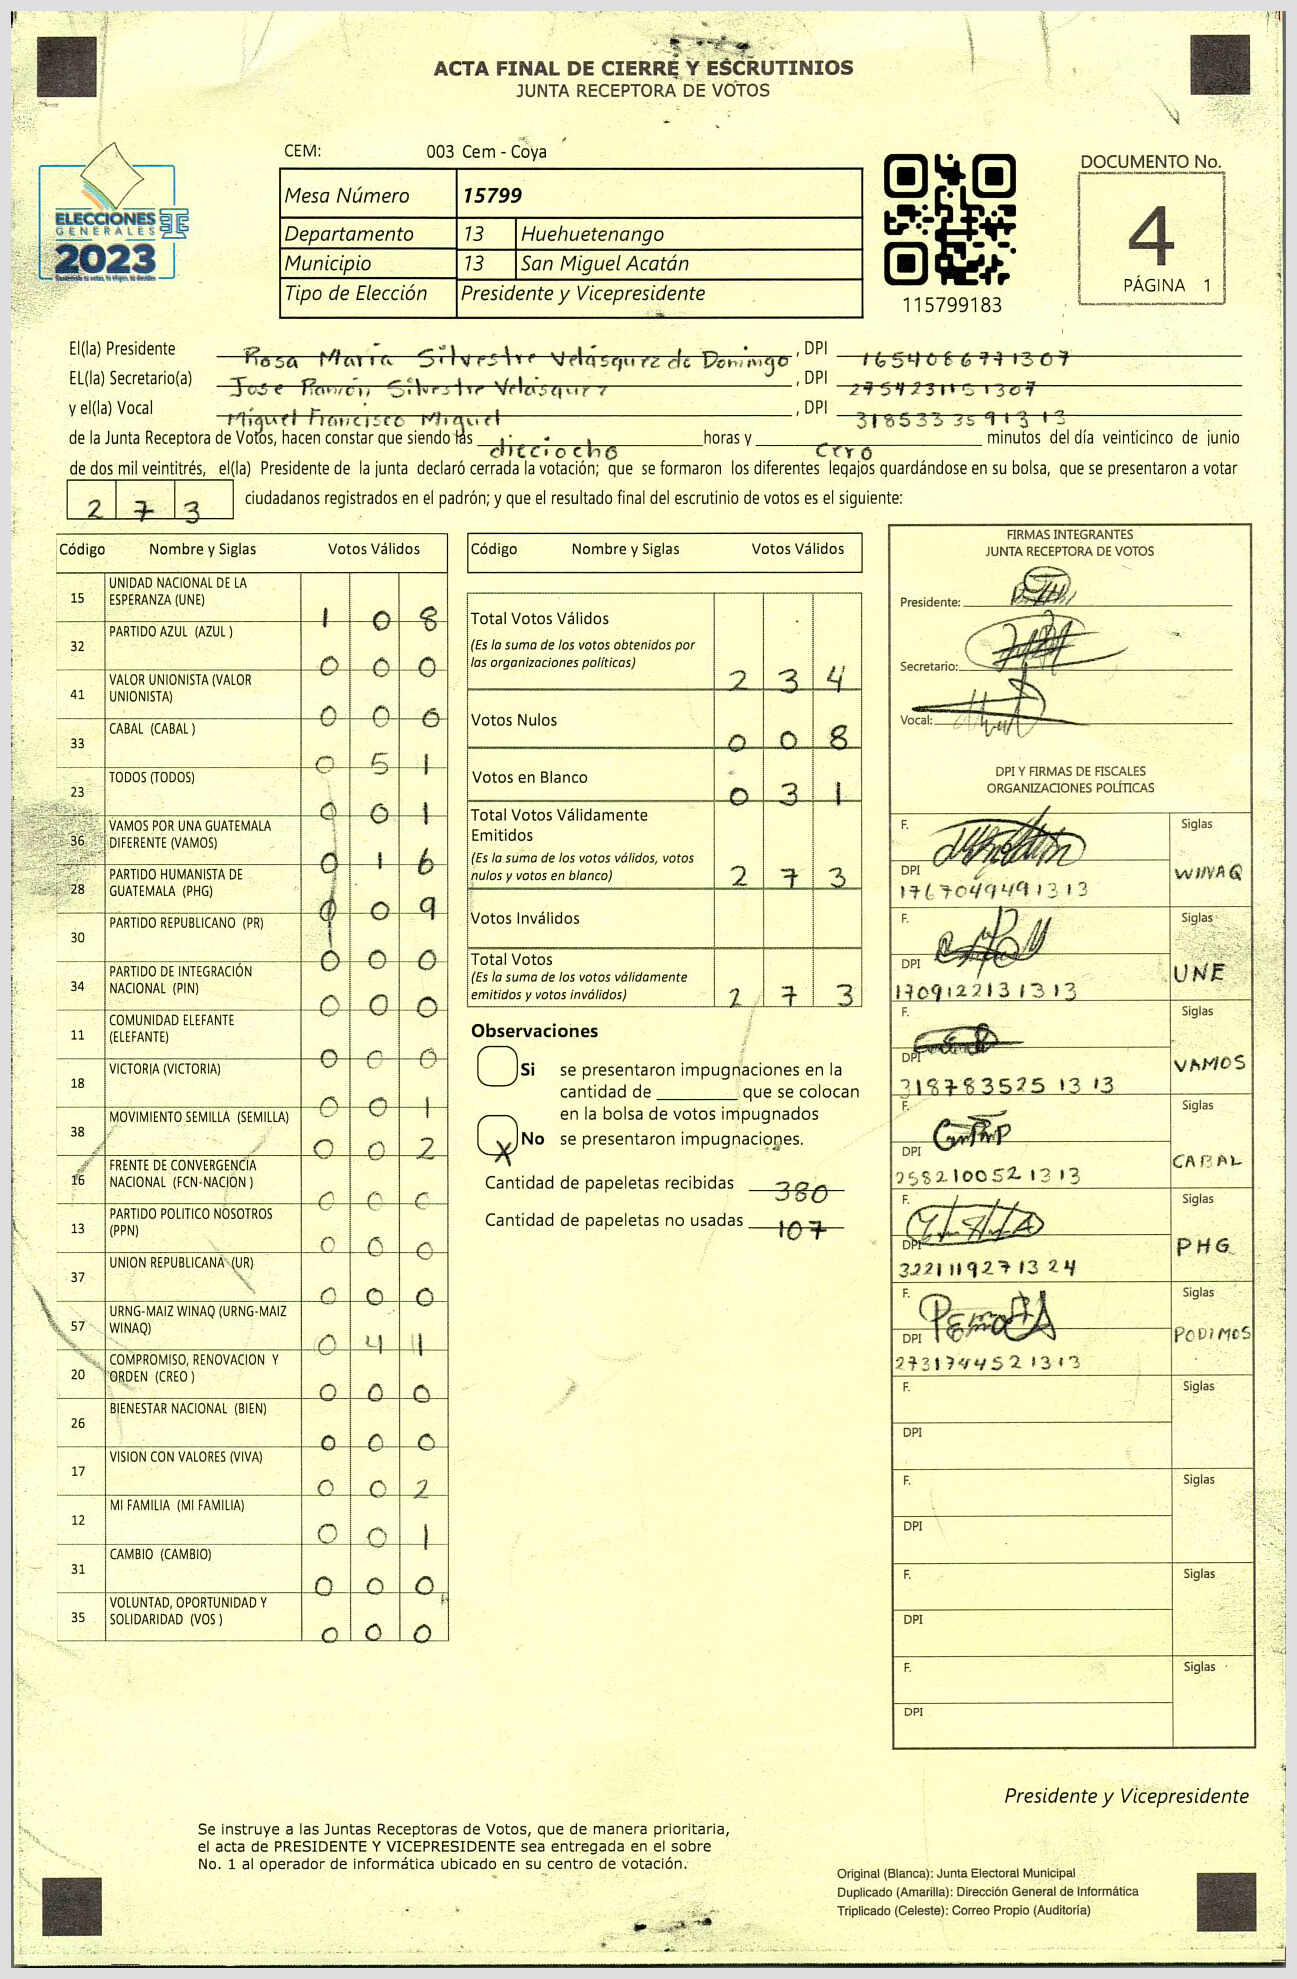 ACTA FINAL DE CIERRE Y ESCRUTINIOS
JUNTA RECEPTORA DE VOTOS
CEM: 003 Cem - Coya
ELECCIONES
GENERALES
2023
Mesa Número 15799
Departamento 13 Huehuetenango
Municipio 13 San Miguel Acatán
Tipo de Elección Presidente y Vicepresidente
115799183
DOCUMENTO No.
4
PÁGINA 1
El(la) Presidente Rosa María Silvestre Velásquez de Domingo, DPI 1654086771307
EL(la) Secretario(a) Jose Ramón Silvestre Velásquez, DPI 2754231151307
y el(la) Vocal Miguel Francisco Miguel, DPI 3185333591313
de la Junta Receptora de Votos, hacen constar que siendo las dieciocho horas y cero minutos del día veinticinco de junio
de dos mil veintitrés, el(la) Presidente de la junta declaró cerrada la votación; que se formaron los diferentes legajos guardándose en su bolsa, que se presentaron a votar
273 ciudadanos registrados en el padrón; y que el resultado final del escrutinio de votos es el siguiente:
Código Nombre y Siglas Votos Válidos
15 UNIDAD NACIONAL DE LA
ESPERANZA (UNE) 1 0 8
32 PARTIDO AZUL (AZUL ) 0 0 0
41 VALOR UNIONISTA (VALOR
UNIONISTA) 0 0 0
33 CABAL (CABAL ) 0 5 1
23 TODOS (TODOS) 0 0 1
36 VAMOS POR UNA GUATEMALA
DIFERENTE (VAMOS) 0 1 6
28 PARTIDO HUMANISTA DE
GUATEMALA (PHG) 0 0 9
30 PARTIDO REPUBLICANO (PR) 0 0 0
34 PARTIDO DE INTEGRACIÓN
NACIONAL (PIN) 0 0 0
11 COMUNIDAD ELEFANTE
(ELEFANTE) 0 0 0
18 VICTORIA (VICTORIA) 0 0 1
38 MOVIMIENTO SEMILLA (SEMILLA) 0 0 2
16 FRENTE DE CONVERGENCIA
NACIONAL (FCN-NACIÓN ) 0 0 0
13 PARTIDO POLITICO NOSOTROS
(PPN) 0 0 0
37 UNION REPUBLICANA (UR) 0 0 0
57 URNG-MAIZ WINAQ (URNG-MAIZ
WINAQ) 0 4 1
20 COMPROMISO, RENOVACION Y
ORDEN (CREO ) 0 0 0
26 BIENESTAR NACIONAL (BIEN) 0 0 0
17 VISION CON VALORES (VIVA) 0 0 2
12 MI FAMILIA (MI FAMILIA) 0 0 1
31 CAMBIO (CAMBIO) 0 0 0
35 VOLUNTAD, OPORTUNIDAD Y
SOLIDARIDAD (VOS ) 0 0 0
Código Nombre y Siglas Votos Válidos
Total Votos Válidos
(Es la suma de los votos obtenidos por
las organizaciones políticas) 2 3 4
Votos Nulos 0 0 8
Votos en Blanco 0 3 1
Total Votos Válidamente
Emitidos
(Es la suma de los votos válidos, votos
nulos y votos en blanco) 2 7 3
Votos Inválidos
Total Votos
(Es la suma de los votos válidamente
emitidos y votos inválidos) 2 7 3
Observaciones
Si se presentaron impugnaciones en la
cantidad de ________ que se colocan
en la bolsa de votos impugnados
X No se presentaron impugnaciones.
Cantidad de papeletas recibidas 380
Cantidad de papeletas no usadas 107
FIRMAS INTEGRANTES
JUNTA RECEPTORA DE VOTOS
Presidente:
Secretario:
Vocal:
DPI Y FIRMAS DE FISCALES
ORGANIZACIONES POLÍTICAS
F. Siglas
DPI WINAQ
1767049491313
F. Siglas
DPI UNE
1709122131313
F. Siglas
DPI VAMOS
3187835251313
F. Siglas
DPI CABAL
2582100521313
F. Siglas
DPI PHG
3221119271324
F. Siglas
DPI PODIMOS
2731744521313
F. Siglas
DPI
F. Siglas
DPI
F. Siglas
DPI
F. Siglas
DPI
Presidente y Vicepresidente
Se instruye a las Juntas Receptoras de Votos, que de manera prioritaria,
el acta de PRESIDENTE Y VICEPRESIDENTE sea entregada en el sobre
No. 1 al operador de informática ubicado en su centro de votación.
Original (Blanca): Junta Electoral Municipal
Duplicado (Amarilla): Dirección General de Informática
Triplicado (Celeste): Correo Propio (Auditoría)